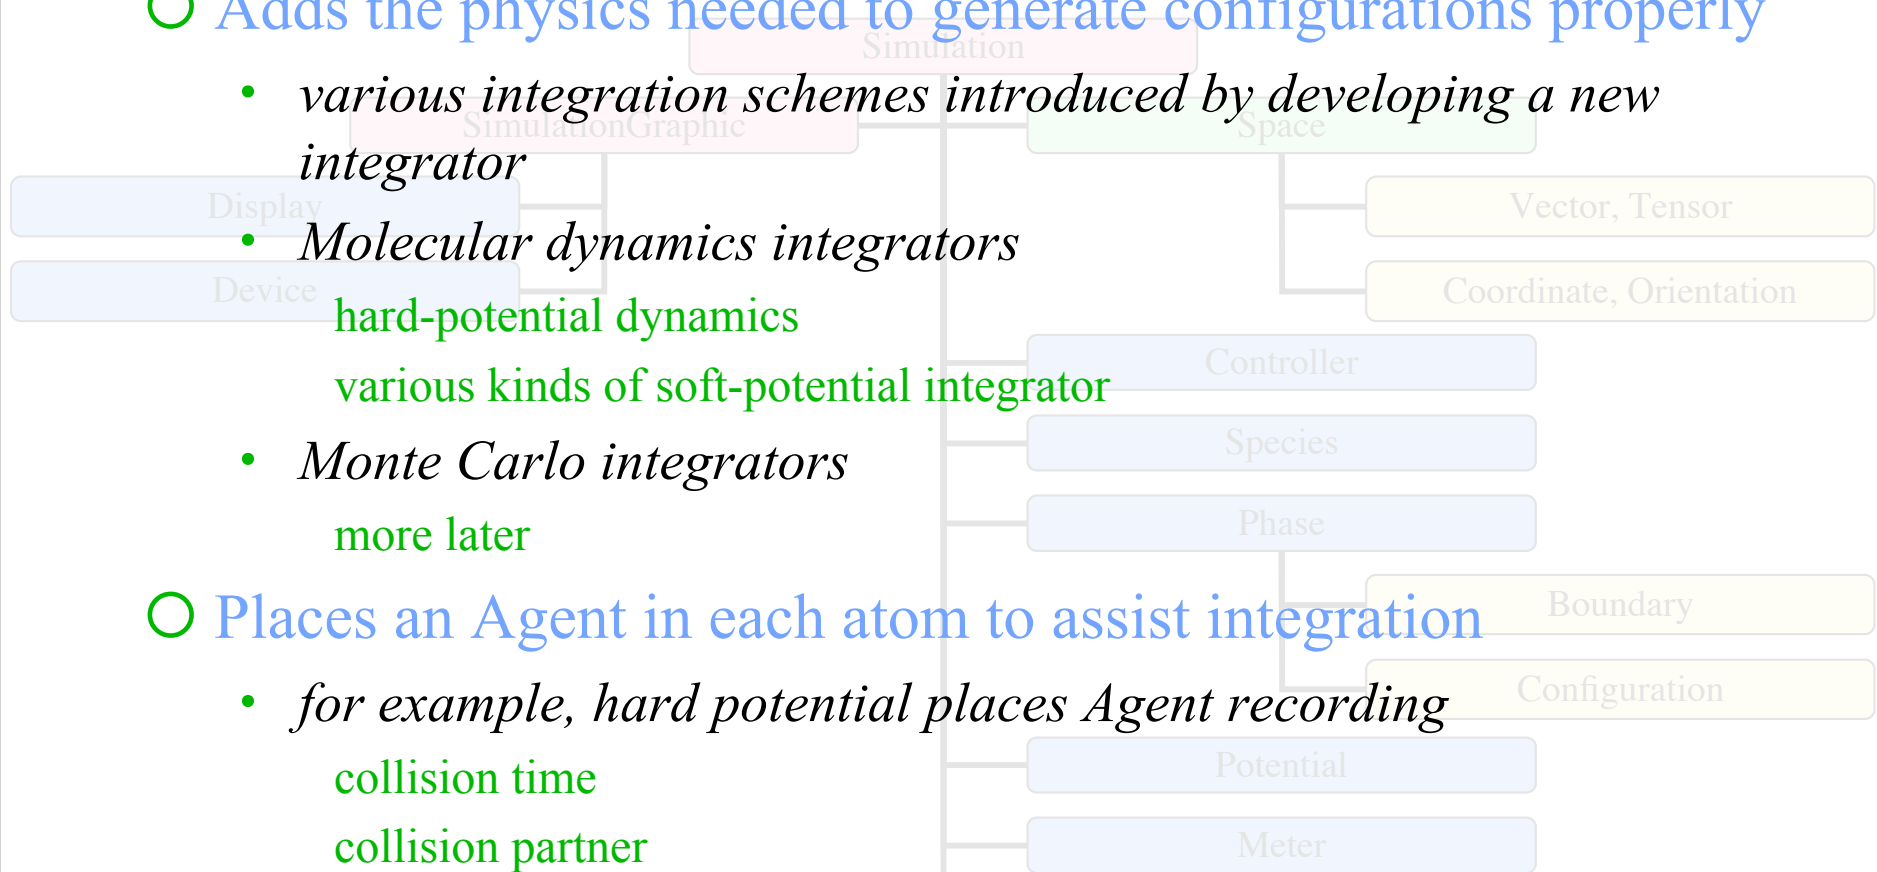 Adds the physics needed to generate configurations properly
Simulation
• various integration schemes introduced by developing a new
integrator
SimulationGraphic
Space
Display
Vector, Tensor
• Molecular dynamics integrators
Device
Coordinate, Orientation
hard-potential dynamics
Controller
various kinds of soft-potential integrator
Species
• Monte Carlo integrators
Phase
more later
Boundary
Places an Agent in each atom to assist integration
Configuration
• for example, hard potential places Agent recording
Potential
collision time
Meter
collision partner